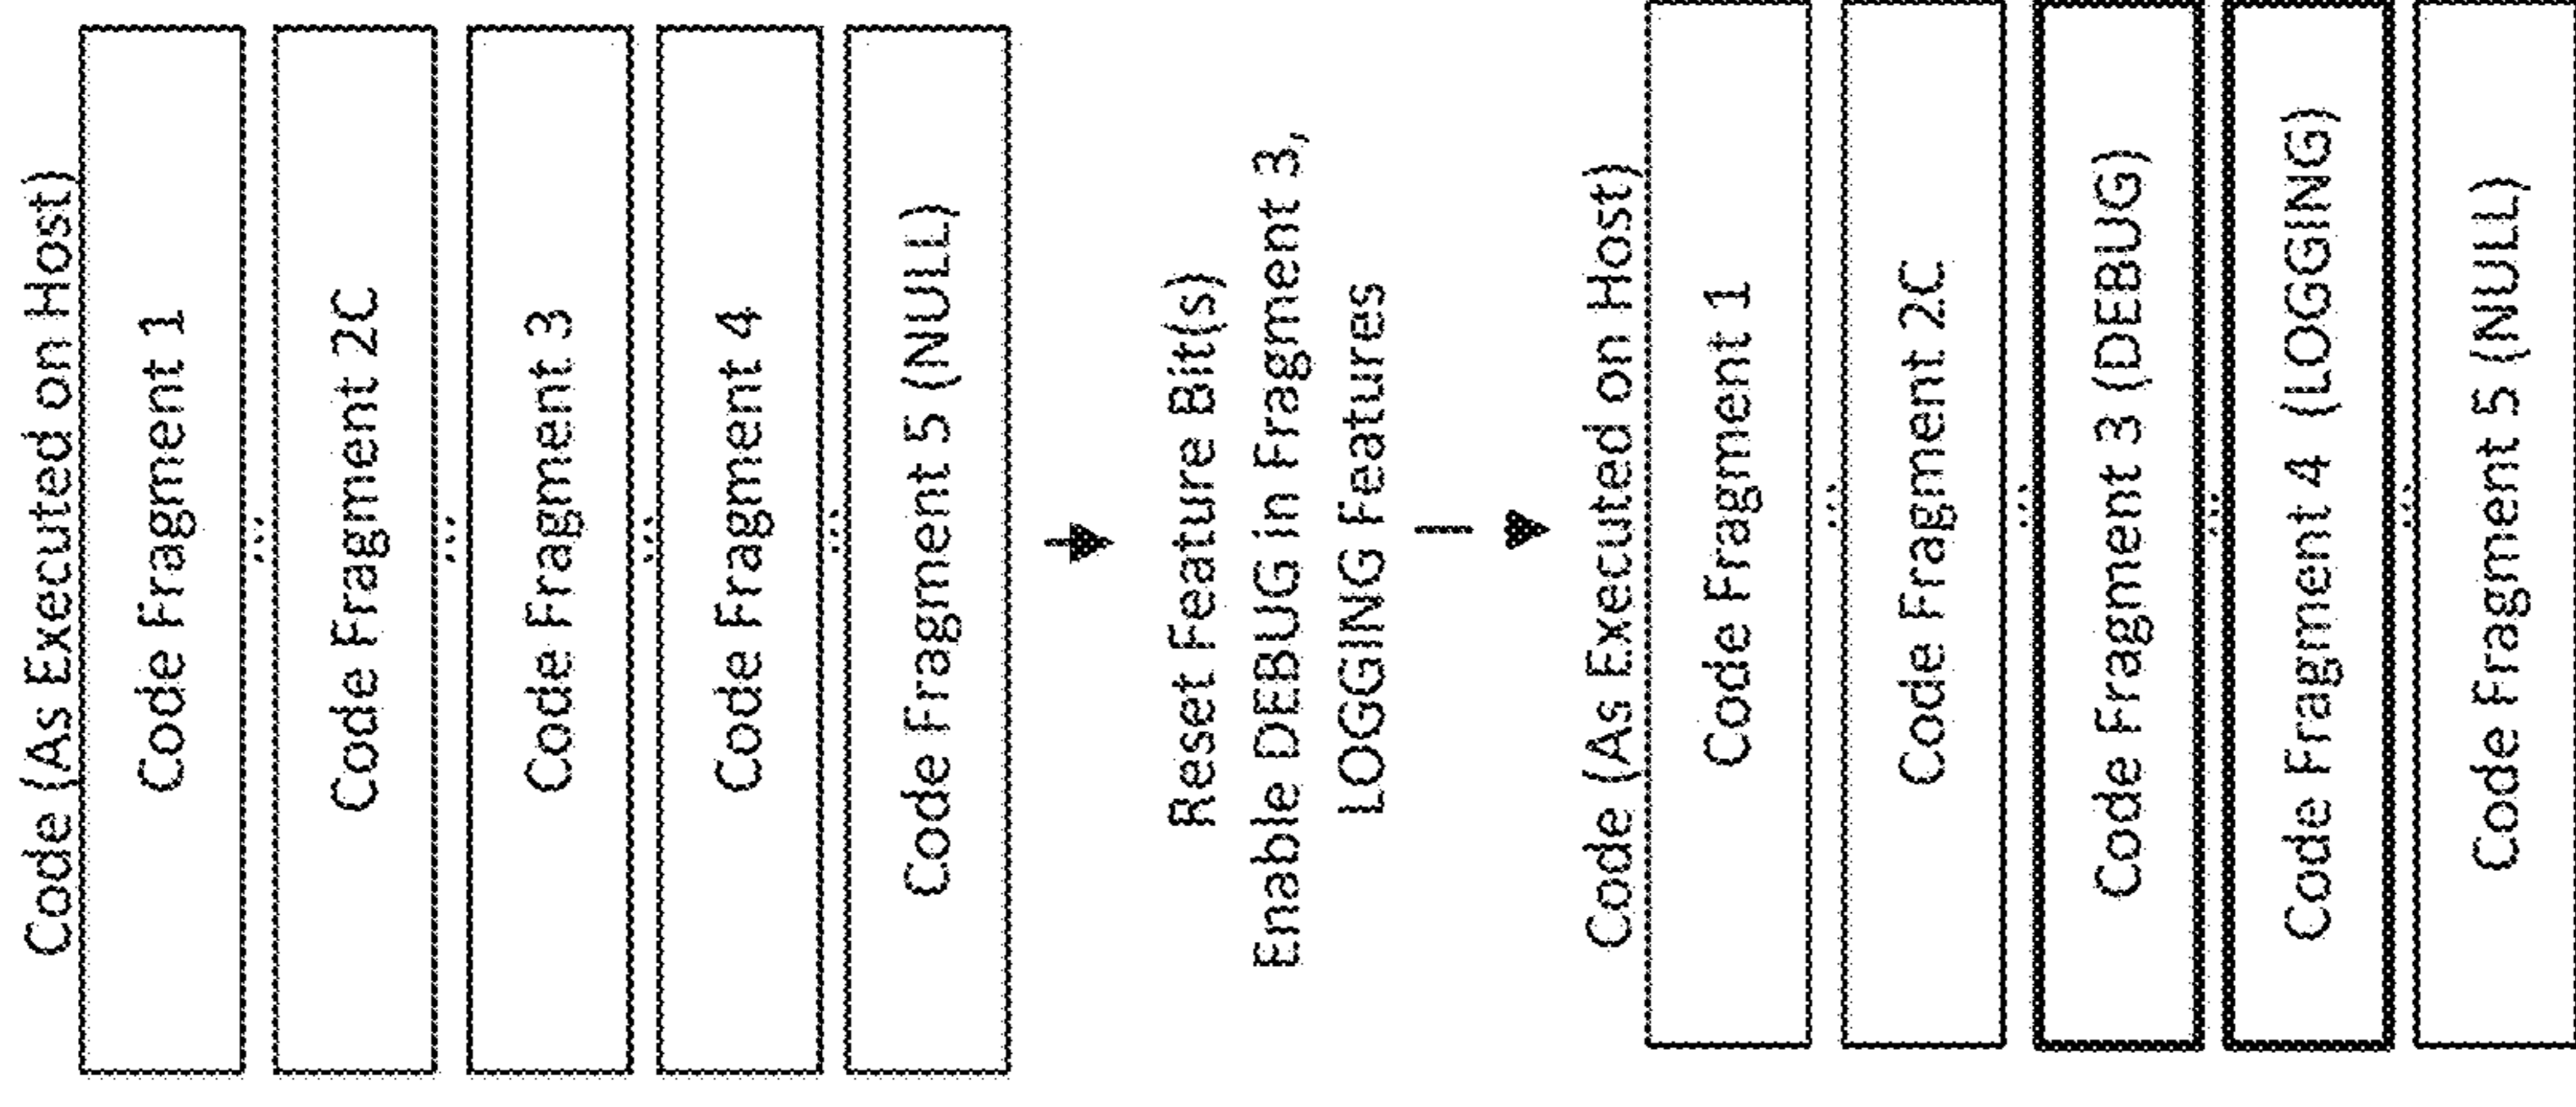 Code (As Executed on Host)
Code Fragment 1
Code Fragment 2C
Code Fragment 3
Code Fragment 4
Code Fragment 5 (NULL)
Reset Feature Bit(s)
Enable DEBUG in Fragment 3,
LOGGING Features
Code (As Executed on Host)
Code Fragment 1
Code Fragment 2C
Code Fragment 3 (DEBUG)
Code Fragment 4 (LOGGING)
Code Fragment 5 (NULL)